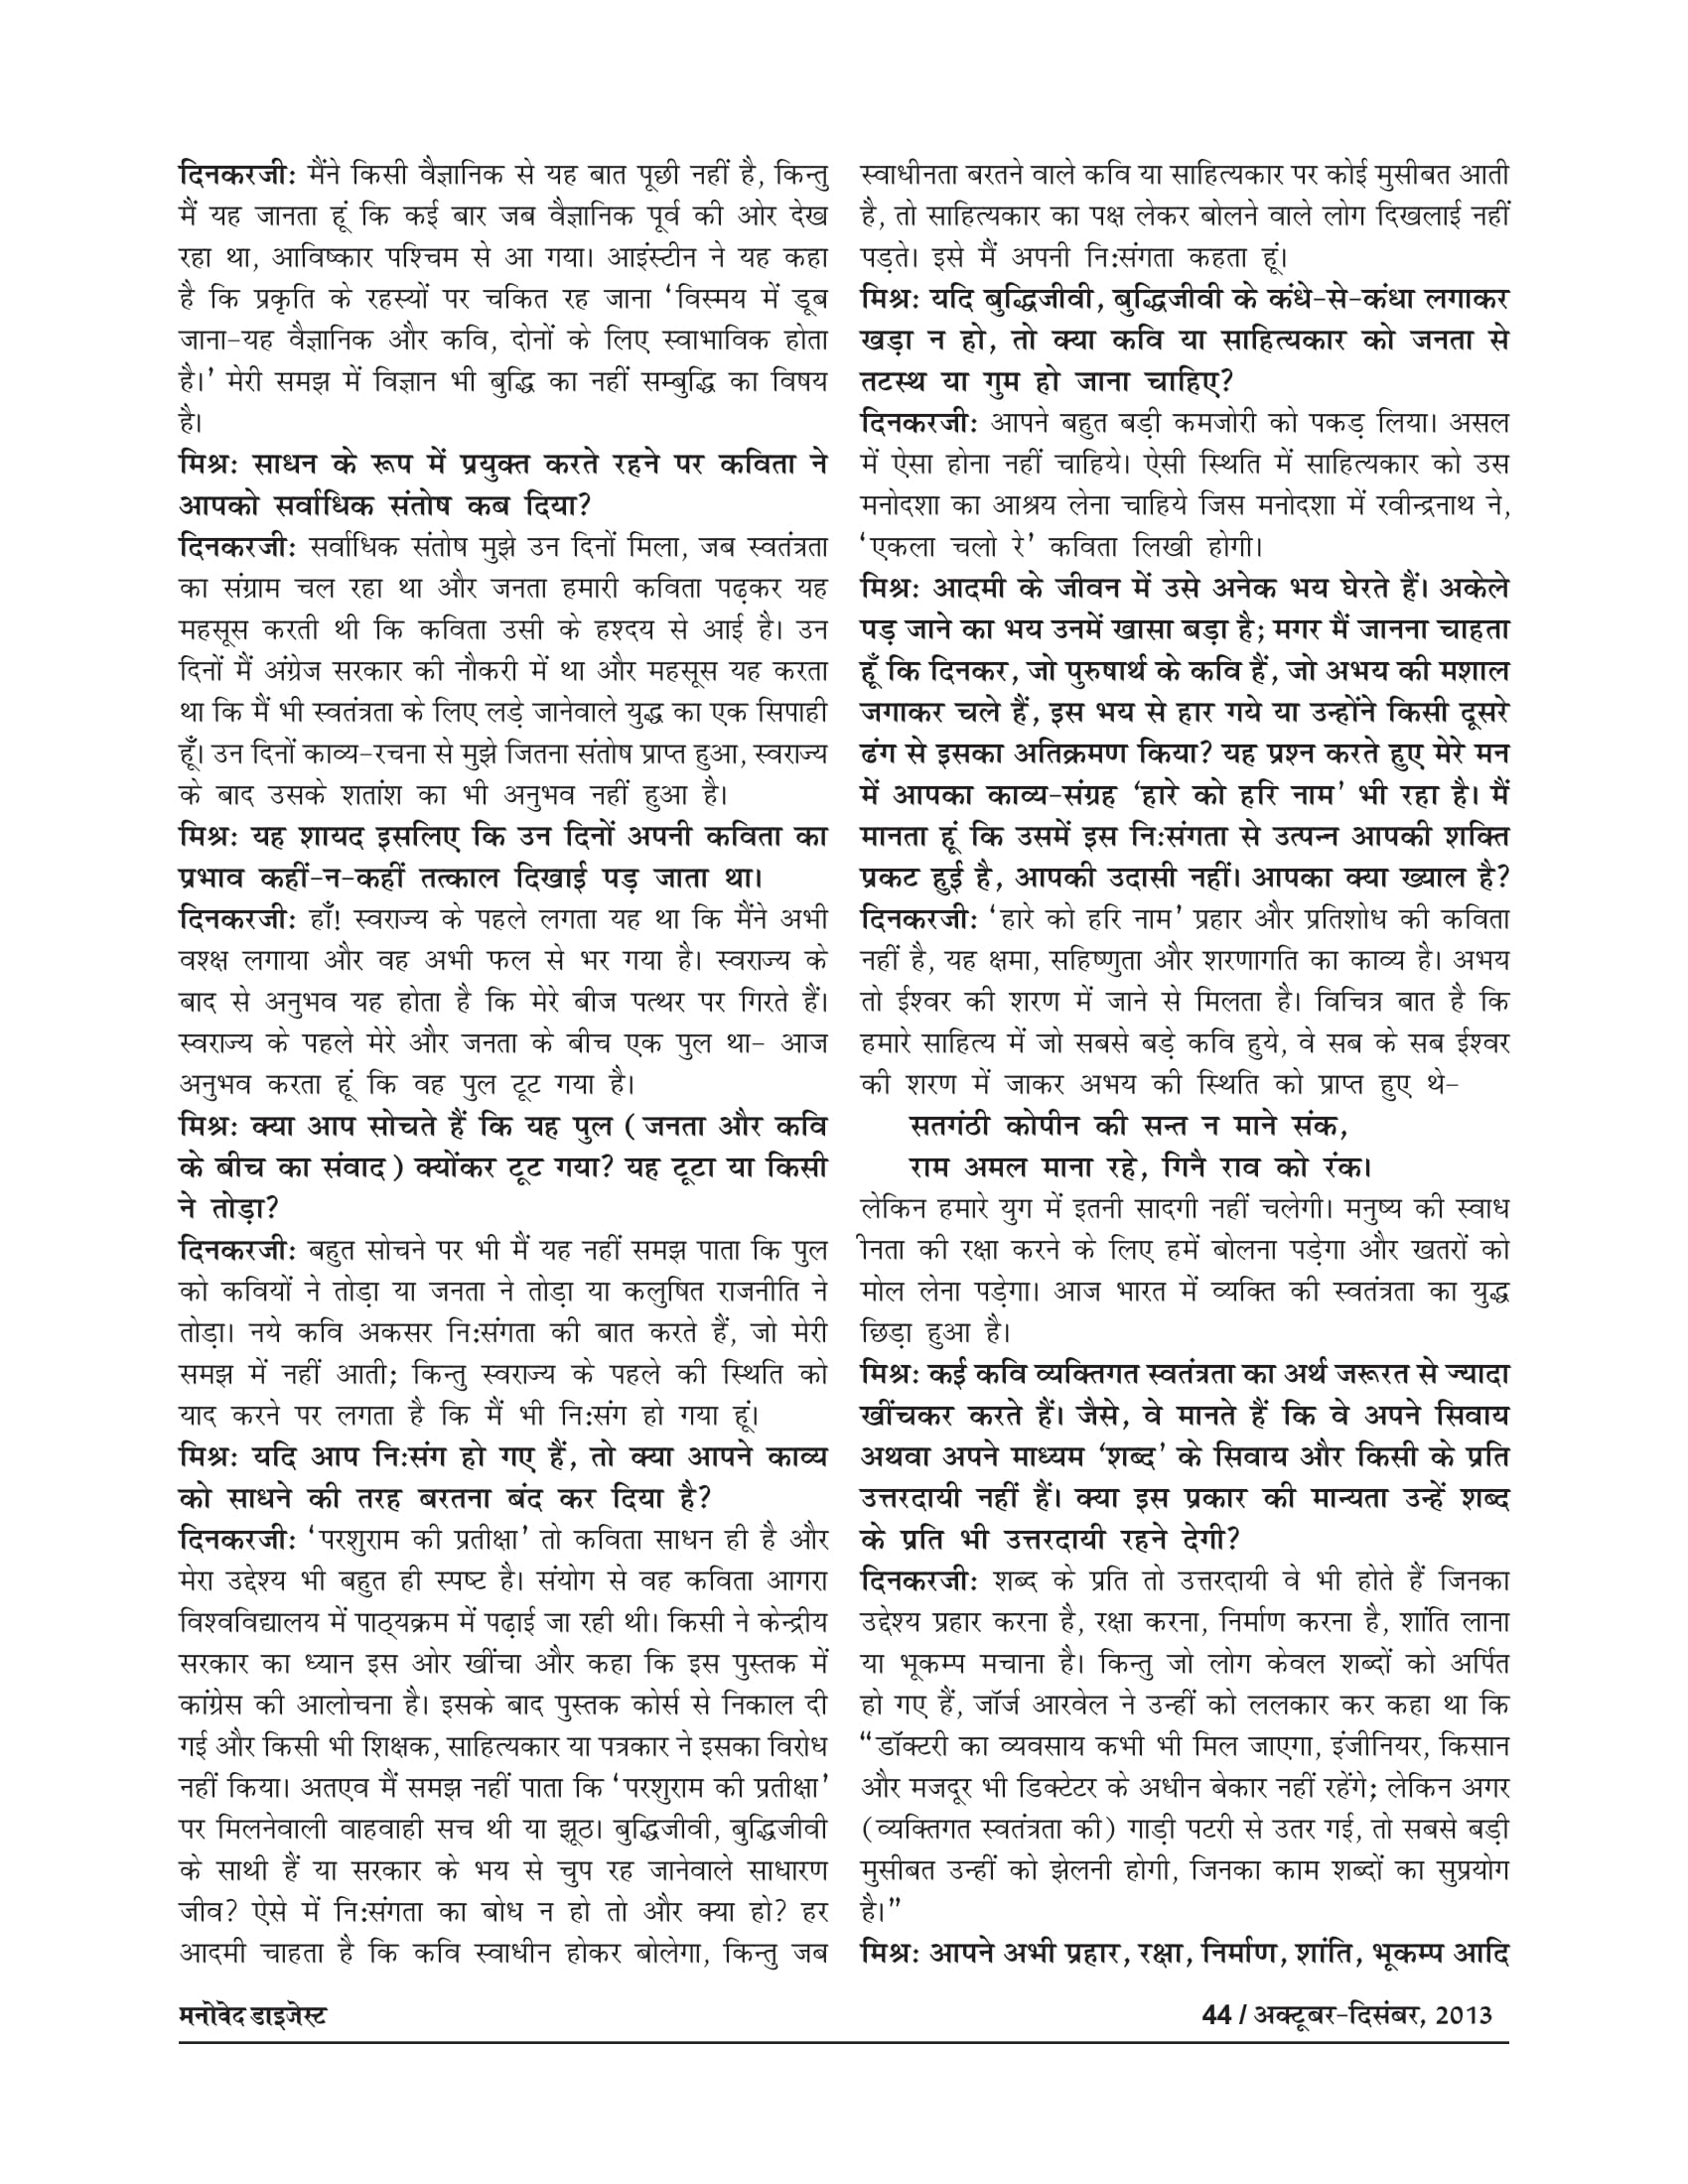 दिनकरजी: मैंने किसी वैज्ञानिक से यह बात पूछी नहीं है, किन्तु
मैं यह जानता हूं कि कई बार जब वैज्ञानिक पूर्व की ओर देख
रहा था, आविष्कार पश्चिम से आ गया। आइंस्टीन ने यह कहा
है कि प्रकृति के रहस्यों पर चकित रह जाना ‘विस्मय में डूब
जाना-यह वैज्ञानिक और कवि, दोनों के लिए स्वाभाविक होता
है।’ मेरी समझ में विज्ञान भी बुद्धि का नहीं सम्बुद्धि का विषय
है।
मिश्र: साधन के रूप में प्रयुक्त करते रहने पर कविता ने
आपको सर्वाधिक संतोष कब दिया?
दिनकरजी: सर्वाधिक संतोष मुझे उन दिनों मिला, जब स्वतंत्रता
का संग्राम चल रहा था और जनता हमारी कविता पढ़कर यह
महसूस करती थी कि कविता उसी के हश्दय से आई है। उन
दिनों मैं अंग्रेज सरकार की नौकरी में था और महसूस यह करता
था कि मैं भी स्वतंत्रता के लिए लड़े जानेवाले युद्ध का एक सिपाही
हूँ। उन दिनों काव्य-रचना से मुझे जितना संतोष प्राप्त हुआ, स्वराज्य
के बाद उसके शतांश का भी अनुभव नहीं हुआ है।
मिश्र: यह शायद इसलिए कि उन दिनों अपनी कविता का
प्रभाव कहीं-न-कहीं तत्काल दिखाई पड़ जाता था।
दिनकरजी: हाँ! स्वराज्य के पहले लगता यह था कि मैंने अभी
वश्क्ष लगाया और वह अभी फल से भर गया है। स्वराज्य के
बाद से अनुभव यह होता है कि मेरे बीज पत्थर पर गिरते हैं।
स्वराज्य के पहले मेरे और जनता के बीच एक पुल था- आज
अनुभव करता हूं कि वह पुल टूट गया है।
मिश्र: क्या आप सोचते हैं कि यह पुल (जनता और कवि
के बीच का संवाद) क्योंकर टूट गया? यह टूटा या किसी
ने तोड़ा?
दिनकरजी: बहुत सोचने पर भी मैं यह नहीं समझ पाता कि पुल
को कवियों ने तोड़ा या जनता ने तोड़ा या कलुषित राजनीति ने
तोड़ा। नये कवि अकसर नि:संगता की बात करते हैं, जो मेरी
समझ में नहीं आती; किन्तु स्वराज्य के पहले की स्थिति को
याद करने पर लगता है कि मैं भी नि:संग हो गया हूं।
मिश्र: यदि आप नि:संग हो गए हैं, तो क्या आपने काव्य
को साधने की तरह बरतना बंद कर दिया है?
दिनकरजी: ‘परशुराम की प्रतीक्षा’ तो कविता साधन ही है और
मेरा उद्देश्य भी बहुत ही स्पष्ट है। संयोग से वह कविता आगरा
विश्वविद्यालय में पाठ्यक्रम में पढ़ाई जा रही थी। किसी ने केन्द्रीय
सरकार का ध्यान इस ओर खींचा और कहा कि इस पुस्तक में
कांग्रेस की आलोचना है। इसके बाद पुस्तक कोर्स से निकाल दी
गई और किसी भी शिक्षक, साहित्यकार या पत्रकार ने इसका विरोध
नहीं किया। अतएव मैं समझ नहीं पाता कि ‘परशुराम की प्रतीक्षा’
पर मिलनेवाली वाहवाही सच थी या झूठ। बुद्धिजीवी, बुद्धिजीवी
के साथी हैं या सरकार के भय से चुप रह जानेवाले साधारण
जीव? ऐसे में नि:संगता का बोध न हो तो और क्या हो? हर
आदमी चाहता है कि कवि स्वाधीन होकर बोलेगा, किन्तु जब
स्वाधीनता बरतने वाले कवि या साहित्यकार पर कोई मुसीबत आती
है, तो साहित्यकार का पक्ष लेकर बोलने वाले लोग दिखलाई नहीं
पड़ते। इसे मैं अपनी नि:संगता कहता हूं।
मिश्र: यदि बुद्धिजीवी, बुद्धिजीवी के कंधे-से-कंधा लगाकर
खड़ा न हो, तो क्या कवि या साहित्यकार को जनता से
तटस्थ या गुम हो जाना चाहिए?
दिनकरजी: आपने बहुत बड़ी कमजोरी को पकड़ लिया। असल
में ऐसा होना नहीं चाहिये। ऐसी स्थिति में साहित्यकार को उस
मनोदशा का आश्रय लेना चाहिये जिस मनोदशा में रवीन्द्रनाथ ने,
‘एकला चलो रे’ कविता लिखी होगी।
मिश्र: आदमी के जीवन में उसे अनेक भय घेरते हैं। अकेले
पड़ जाने का भय उनमें खासा बड़ा है; मगर मैं जानना चाहता
हूँ कि दिनकर, जो पुरुषार्थ के कवि हैं, जो अभय की मशाल
जगाकर चले हैं, इस भय से हार गये या उन्होंने किसी दूसरे
ढंग से इसका अतिक्रमण किया? यह प्रश्न करते हुए मेरे मन
में आपका काव्य-संग्रह ‘हारे को हरि नाम’ भी रहा है। मैं
मानता हूं कि उसमें इस नि:संगता से उत्पन्न आपकी शक्ति
प्रकट हुई है, आपकी उदासी नहीं। आपका क्या ख्याल है?
दिनकरजी: ‘हारे को हरि नाम’ प्रहार और प्रतिशोध की कविता
नहीं है, यह क्षमा, सहिष्णुता और शरणागति का काव्य है। अभय
तो ईश्वर की शरण में जाने से मिलता है। विचित्र बात है कि
हमारे साहित्य में जो सबसे बड़े कवि हुये, वे सब के सब ईश्वर
की शरण में जाकर अभय की स्थिति को प्राप्त हुए थे-
सतगंठी कोपीन की सन्त न माने संक,
राम अमल माना रहे, गिनै राव को रंक।
लेकिन हमारे युग में इतनी सादगी नहीं चलेगी। मनुष्य की स्वाध
ीनता की रक्षा करने के लिए हमें बोलना पड़ेगा और खतरों को
मोल लेना पड़ेगा। आज भारत में व्यक्ति की स्वतंत्रता का युद्ध
छिड़ा हुआ है।
मिश्र: कई कवि व्यक्तिगत स्वतंत्रता का अर्थ जरूरत से ज्यादा
खींचकर करते हैं। जैसे, वे मानते हैं कि वे अपने सिवाय
अथवा अपने माध्यम ‘शब्द’ के सिवाय और किसी के प्रति
उत्तरदायी नहीं हैं। क्या इस प्रकार की मान्यता उन्हें शब्द
के प्रति भी उत्तरदायी रहने देगी?
दिनकरजी: शब्द के प्रति तो उत्तरदायी वे भी होते हैं जिनका
उद्देश्य प्रहार करना है, रक्षा करना, निर्माण करना है, शांति लाना
या भूकम्प मचाना है। किन्तु जो लोग केवल शब्दों को अर्पित
हो गए हैं, जॉर्ज आरवेल ने उन्हीं को ललकार कर कहा था कि
“डॉक्टरी का व्यवसाय कभी भी मिल जाएगा, इंजीनियर, किसान
और मजदूर भी डिक्टेटर के अधीन बेकार नहीं रहेंगे; लेकिन अगर
(व्यक्तिगत स्वतंत्रता की) गाड़ी पटरी से उतर गई, तो सबसे बड़ी
मुसीबत उन्हीं को झेलनी होगी, जिनका काम शब्दों का सुप्रयोग
है।”
मिश्र: आपने अभी प्रहार, रक्षा, निर्माण, शांति, भूकम्प आदि
मनोवेद डाइजेस्ट
44 / अक्टूबर-दिसंबर, 2013